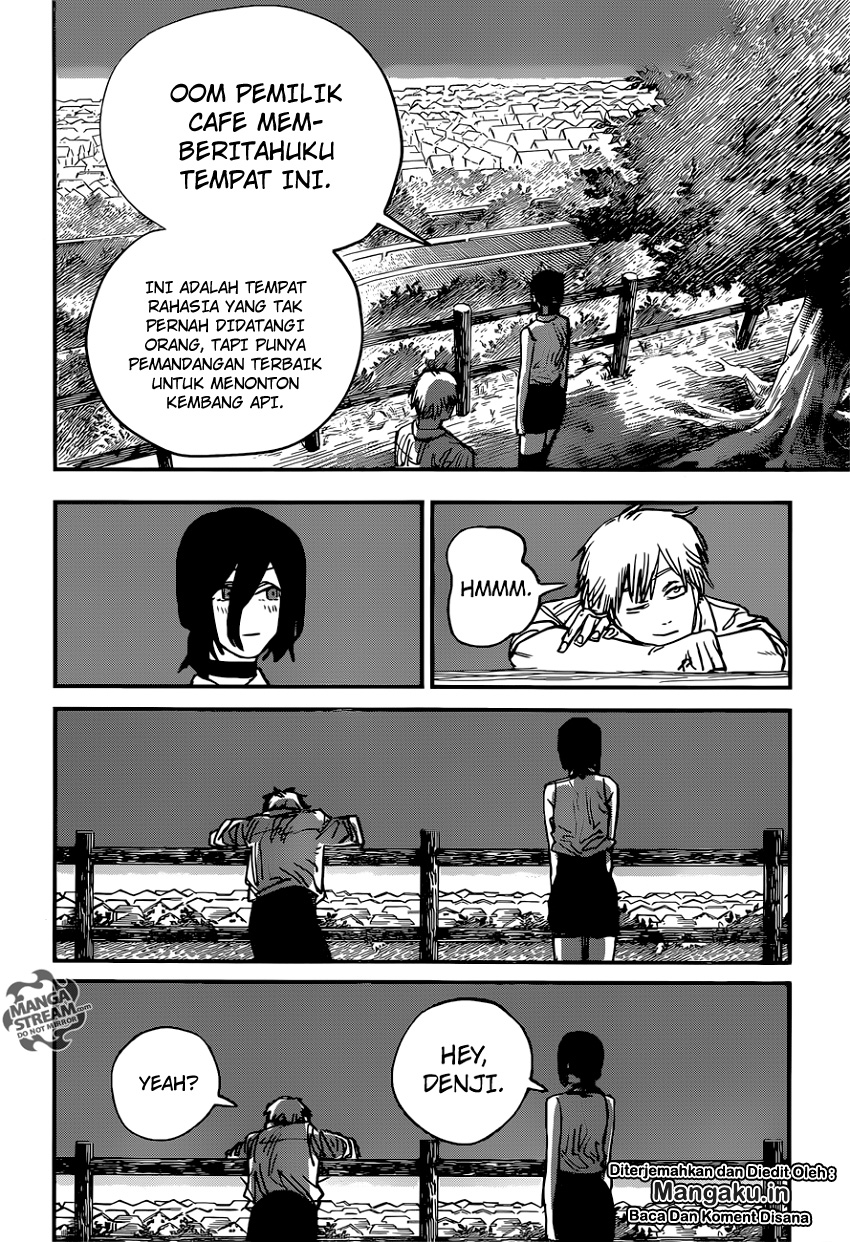 OOM PEMILIK
CAFE MEM-
BERITAHUKU
TEMPAT INI.
INI ADALAH TEMPAT
RAHASIA YANG TAK
PERNAH DIDATANGI
ORANG, TAPI PUNYA
PEMANDANGAN TERBAIK
UNTUK MENONTON
KEMBANG API.
HMMM.
HEY,
DENJI.
YEAH?
MANGA
STREAM.com
DO NOT MIRROR
Diterjemahkan dan Diedit Oleh:
Mangaku.in
Baca Dan Koment Disana